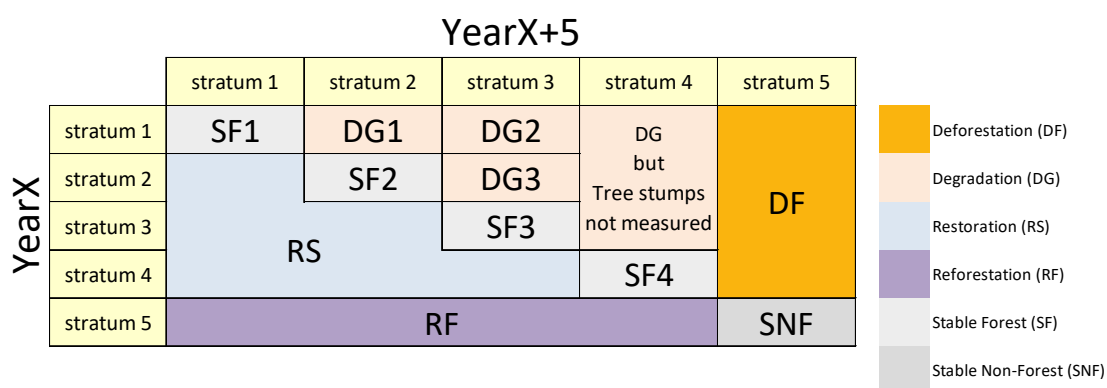 YearX+5
stratum 1 stratum 2 stratum 3 stratum 4 stratum 5
YearX
stratum 1 SF1 DG1 DG2
stratum 2 SF2 DG3
stratum 3 SF3
stratum 4 RS SF4
DG
but
Tree stumps
not measured
DF
stratum 5 RF SNF
Deforestation (DF)
Degradation (DG)
Restoration (RS)
Reforestation (RF)
Stable Forest (SF)
Stable Non-Forest (SNF)